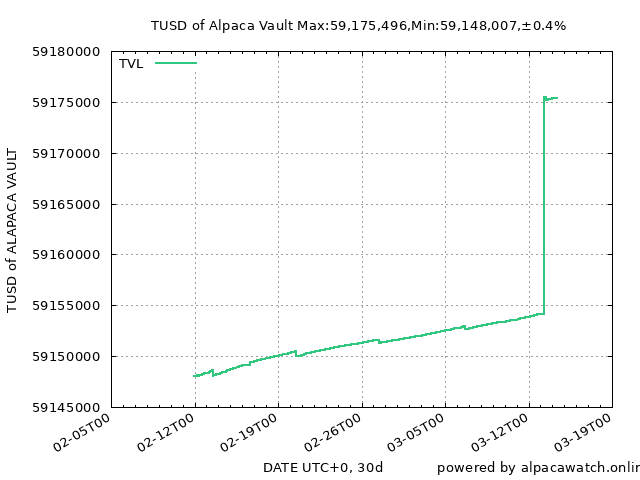 TUSD of Alpaca Vault Max:59,175,496,Min:59,148,007,±0.4%
59180000
TVL
59175000
59170000
59165000
59160000
59155000
59150000
59145000
TUSD of ALAPACA VAULT
02-05T00
02-12T00
02-19T00
02-26T00
03-05T00
03-12T00
03-19T00
DATE UTC+0, 30d
powered by alpacawatch.onlin